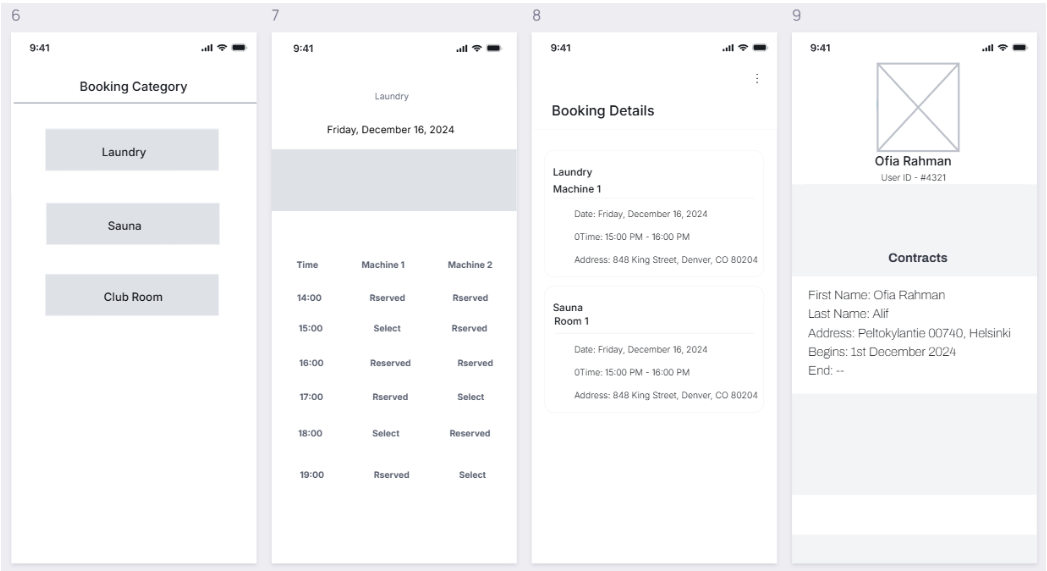 6
9:41
Booking Category
Laundry
Sauna
Club Room
7
9:41
Laundry
Friday, December 16, 2024
Time Machine 1 Machine 2
14:00 Rserved Rserved
15:00 Select Rserved
16:00 Reserved Rserved
17:00 Rserved Select
18:00 Select Reserved
19:00 Rserved Select
8
9:41
Booking Details
Laundry
Machine 1
Date: Friday, December 16, 2024
0Time: 15:00 PM - 16:00 PM
Address: 848 King Street, Denver, CO 80204
Sauna
Room 1
Date: Friday, December 16, 2024
0Time: 15:00 PM - 16:00 PM
Address: 848 King Street, Denver, CO 80204
9
9:41
Ofia Rahman
User ID - #4321
Contracts
First Name: Ofia Rahman
Last Name: Alif
Address: Peltokylantie 00740, Helsinki
Begins: 1st December 2024
End: --